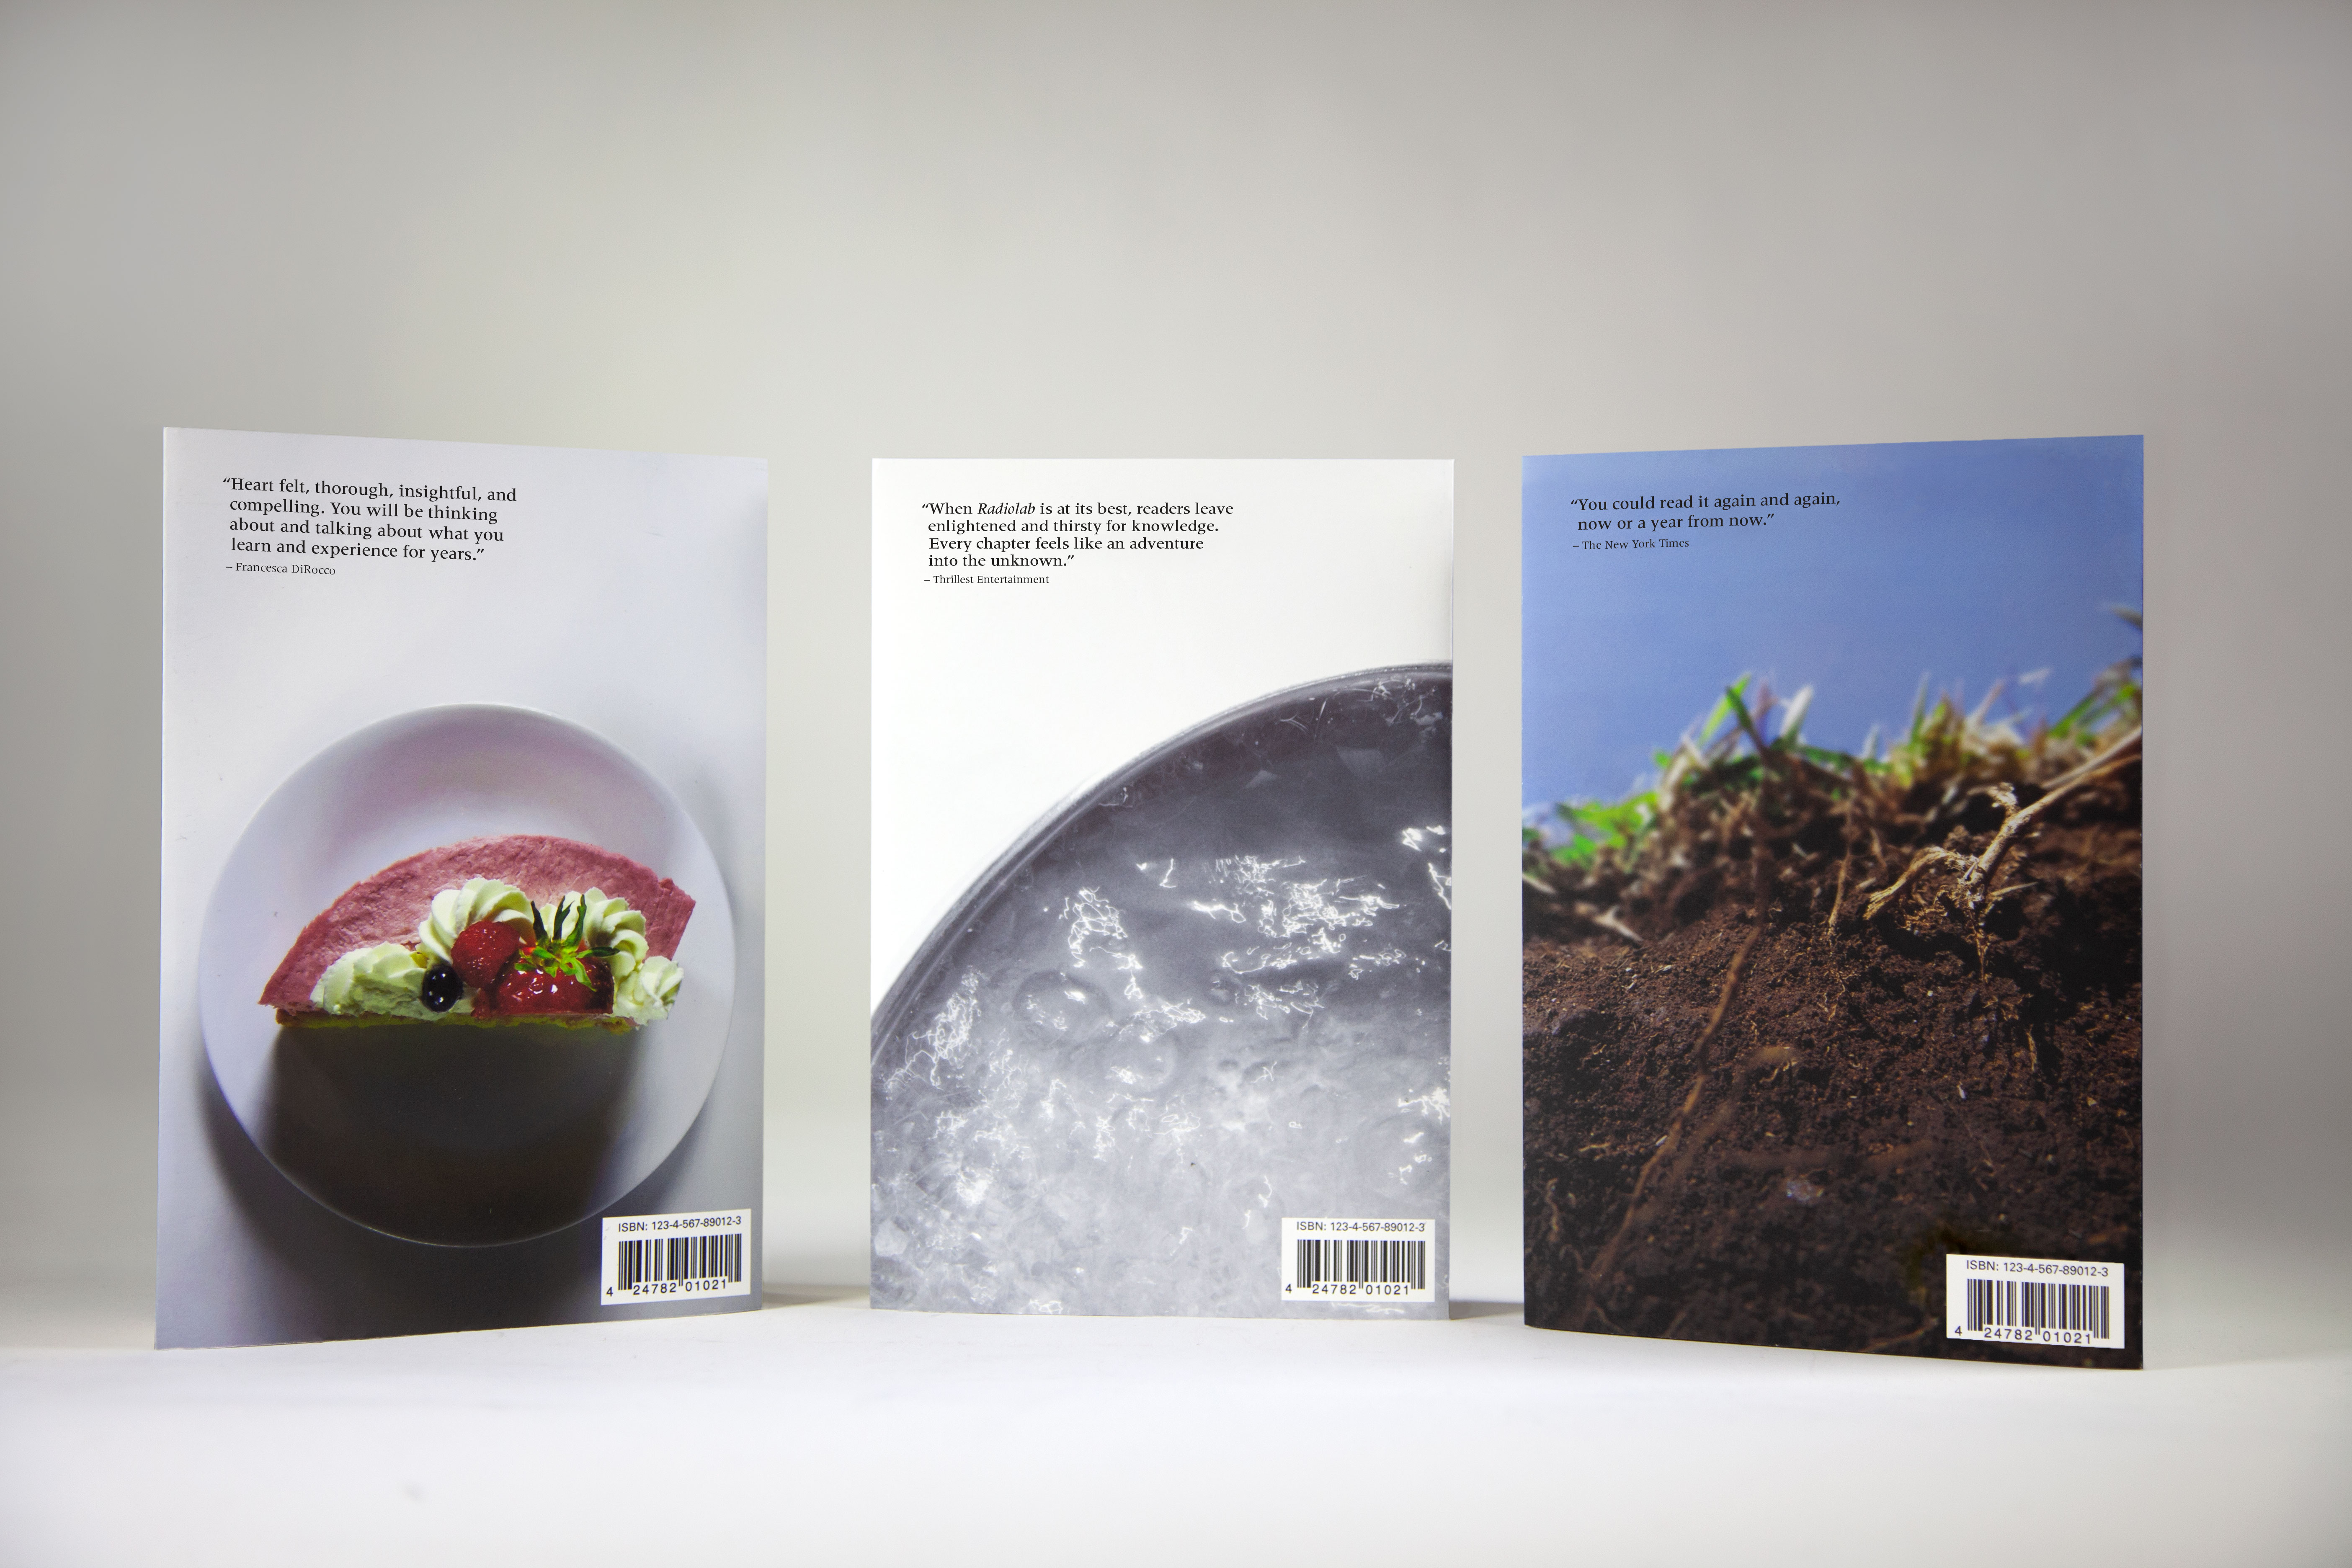 “Heart felt, thorough, insightful, and
compelling. You will be thinking
about and talking about what you
learn and experience for years.”
– Francesca DiRocco
ISBN: 123-4-567-89012-3
4 24782 01021
“When Radiolab is at its best, readers leave
enlightened and thirsty for knowledge.
Every chapter feels like an adventure
into the unknown.”
– Thrillest Entertainment
ISBN: 123-4-567-89012-3
4 24782 01021
“You could read it again and again,
now or a year from now.”
– The New York Times
ISBN: 123-4-567-89012-3
4 24782 01021